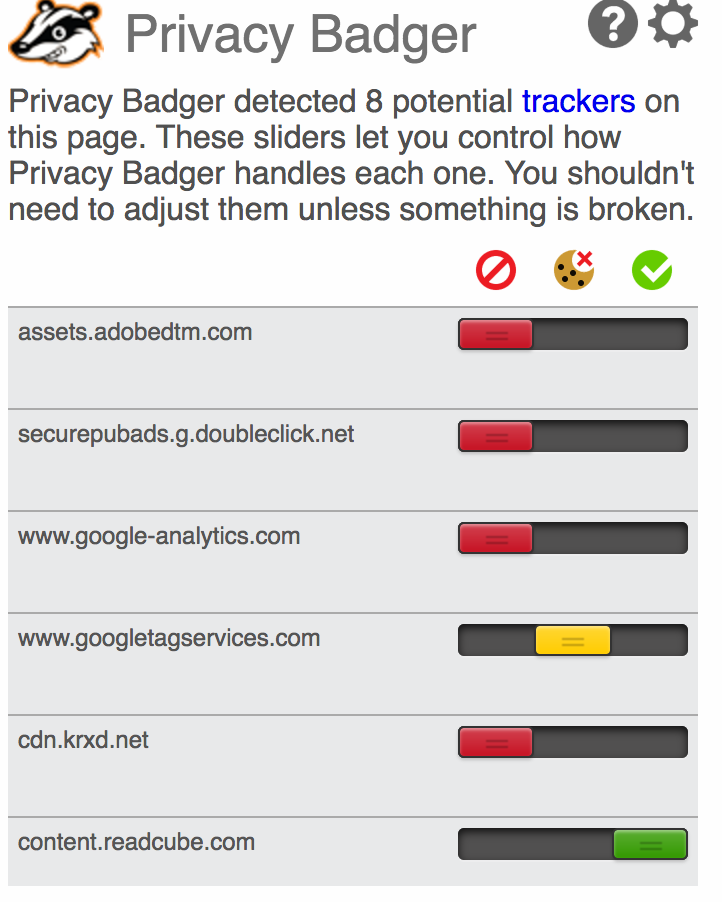 Privacy Badger
Privacy Badger detected 8 potential trackers on
this page. These sliders let you control how
Privacy Badger handles each one. You shouldn't
need to adjust them unless something is broken.
assets.adobedtm.com
securepubads.g.doubleclick.net
www.google-analytics.com
www.googletagservices.com
cdn.krxd.net
content.readcube.com